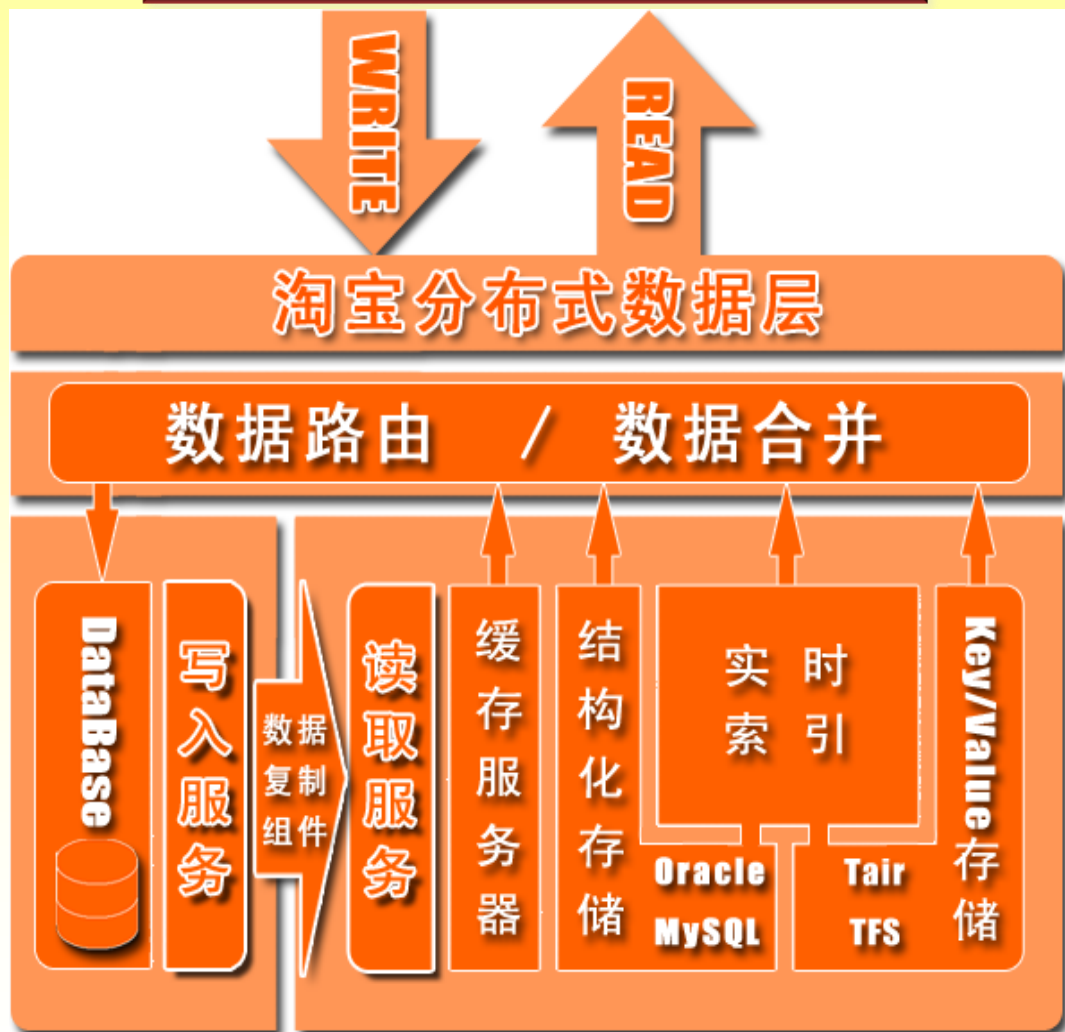 WRITE
READ
淘宝分布式数据层
数据路由 / 数据合并
DataBase
写入服务
数据
复制
组件
读取服务
缓存服务器
结构化存储
Oracle
MySQL
实时
索引
Tair
TFS
Key/Value存储